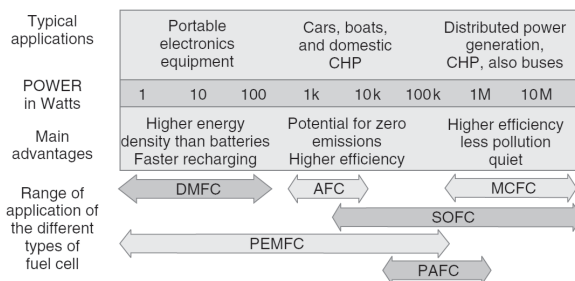 Typical
applications
Portable
electronics
equipment
Cars, boats,
and domestic
CHP
Distributed power
generation,
CHP, also buses
POWER
in Watts
1 10 100 1k 10k 100k 1M 10M
Main
advantages
Higher energy
density than batteries
Faster recharging
Potential for zero
emissions
Higher efficiency
Higher efficiency
less pollution
quiet
Range of
application of
the different
types of
fuel cell
DMFC AFC MCFC
SOFC
PEMFC
PAFC